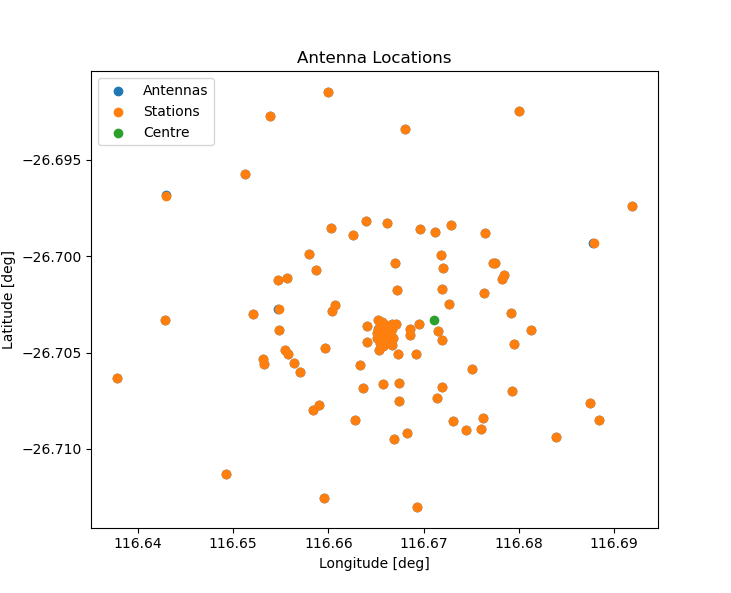 Antenna Locations
Antennas
Stations
Centre
−26.695
−26.700
−26.705
−26.710
Latitude [deg]
116.64 116.65 116.66 116.67 116.68 116.69
Longitude [deg]